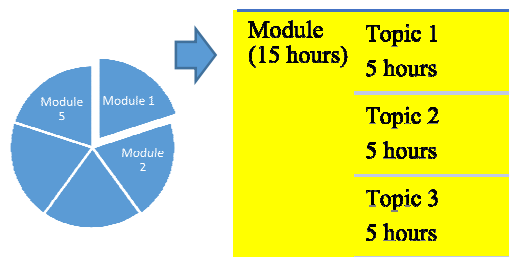 Module 1
Module
2
Module
5
Module
(15 hours)
Topic 1
5 hours
Topic 2
5 hours
Topic 3
5 hours